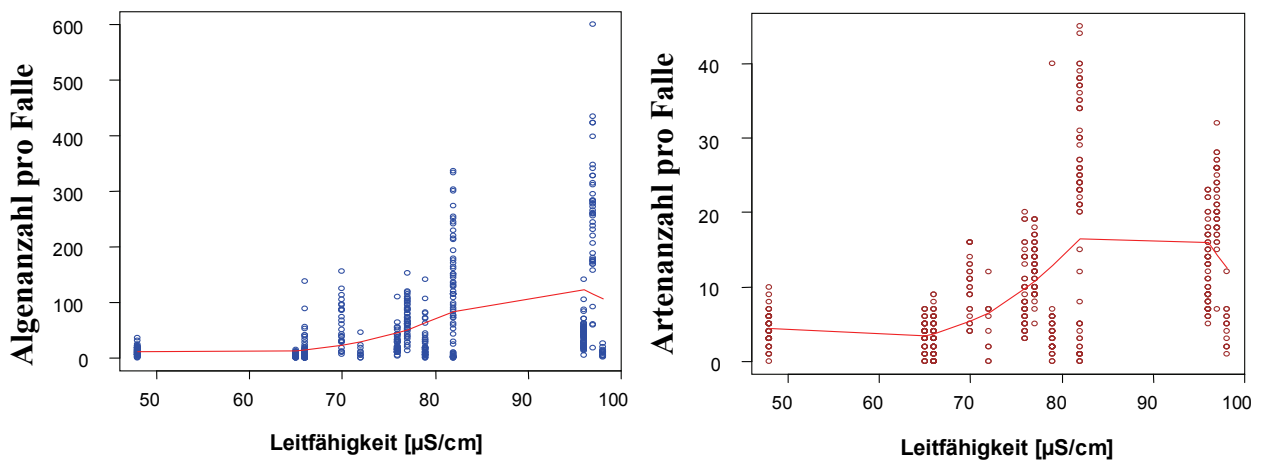 Algenanzahl pro Falle
600
500
400
300
200
100
0
50 60 70 80 90 100
Leitfähigkeit [µS/cm]
Artenanzahl pro Falle
40
30
20
10
0
50 60 70 80 90 100
Leitfähigkeit [µS/cm]